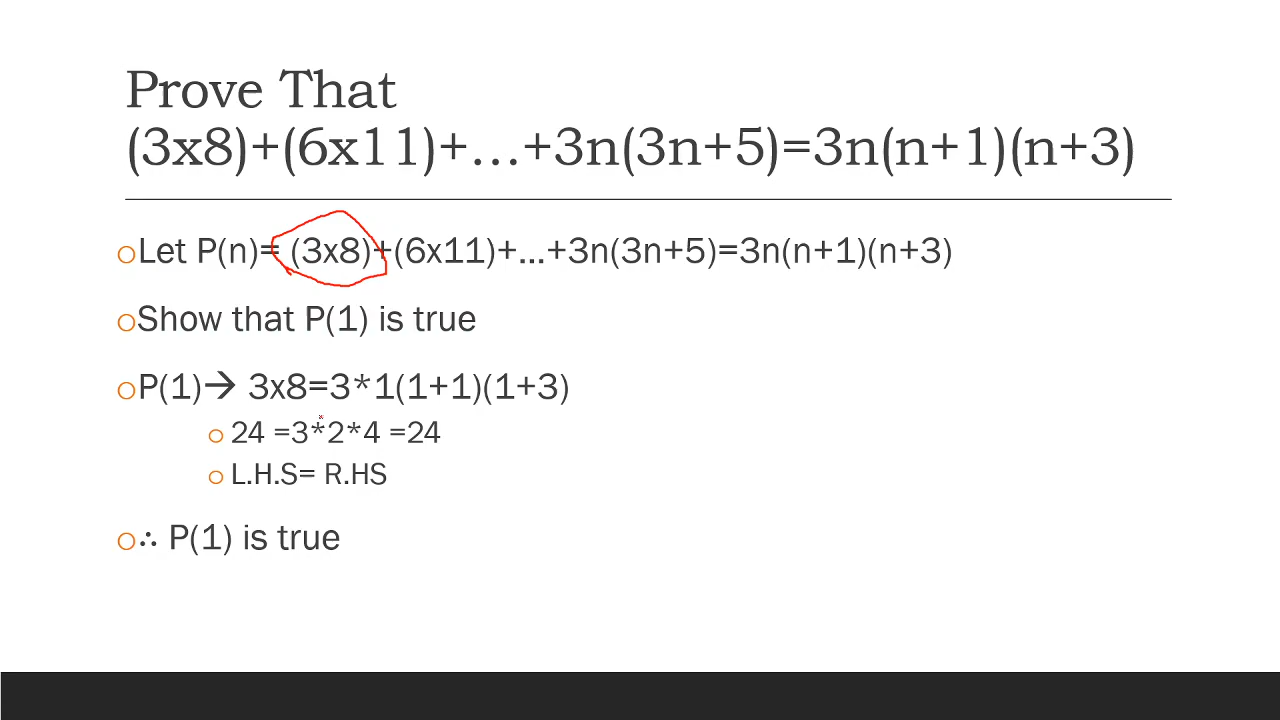 Prove That
(3x8)+(6x11)+…+3n(3n+5)=3n(n+1)(n+3)
Let P(n)= (3x8)+(6x11)+…+3n(3n+5)=3n(n+1)(n+3)
Show that P(1) is true
P(1)→ 3x8=3*1(1+1)(1+3)
24 =3*2*4 =24
L.H.S= R.HS
∴ P(1) is true